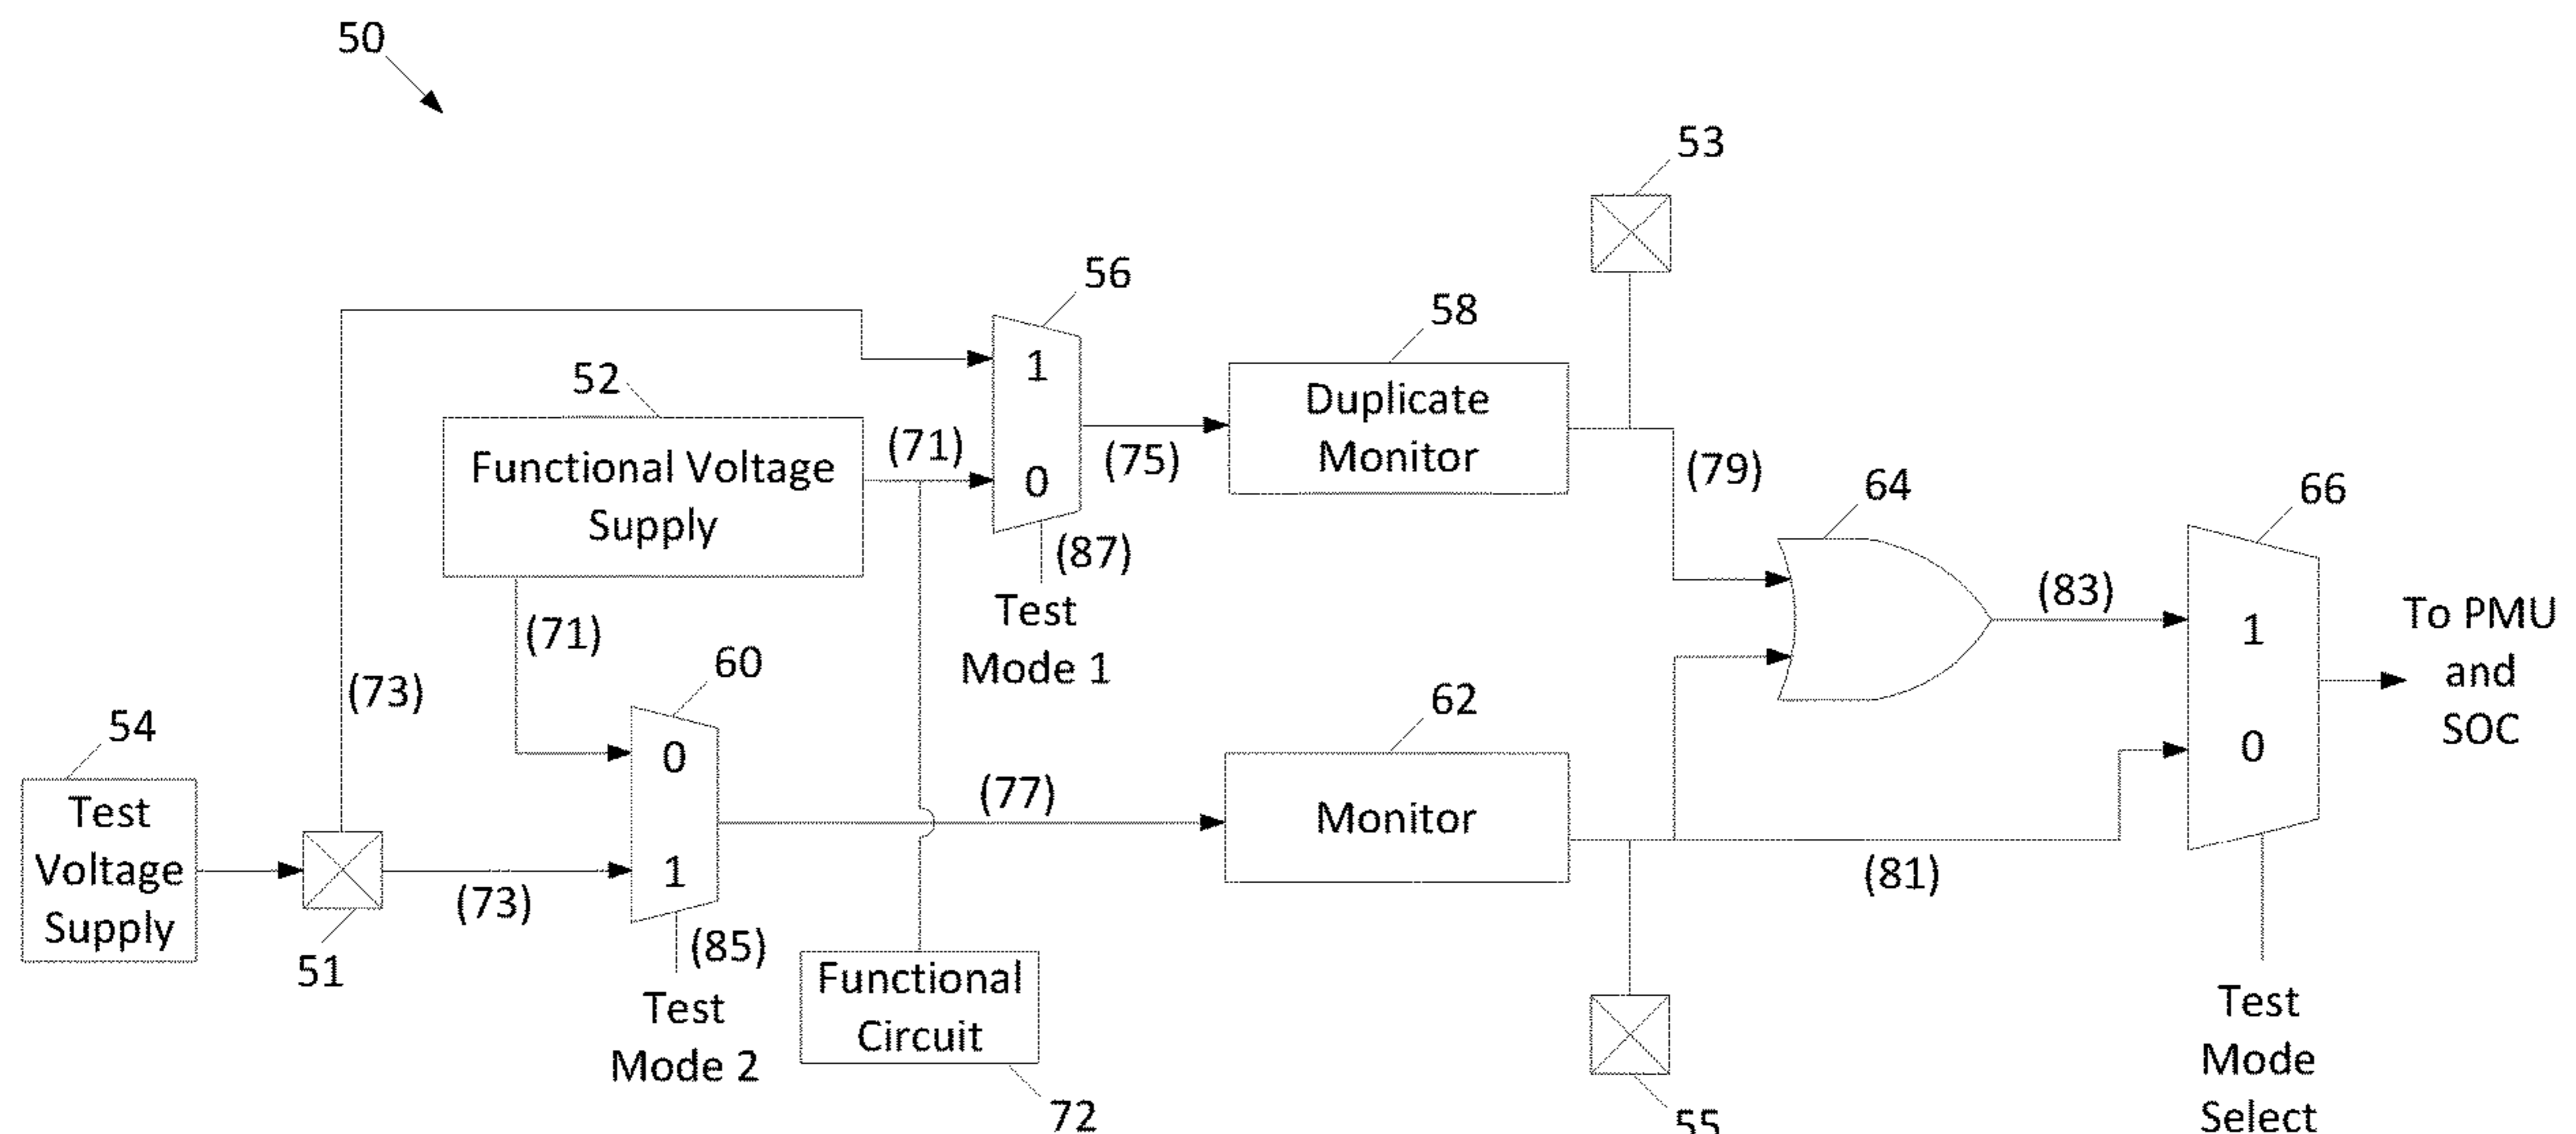 50
53
56
1
0
52
Functional Voltage
Supply
(71)
(75)
58
Duplicate
Monitor
(79)
64
66
(87)
Test
Mode 1
(71)
(73)
60
0
1
54
Test
Voltage
Supply
51
(73)
(85)
Test
Mode 2
(77)
62
Monitor
(83)
1
0
To PMU
and
SOC
(81)
Functional
Circuit
72
55
Test
Mode
Select